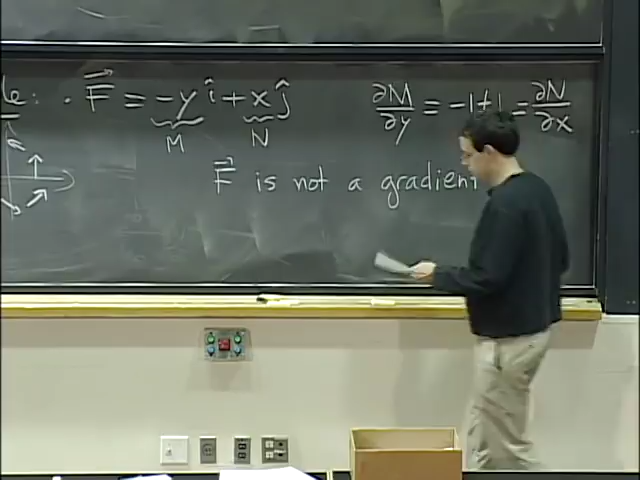 : · F⃗ = -y î + x ĵ
∂M/∂y = -1 ≠ 1 = ∂N/∂x
M N
F⃗ is not a gradient